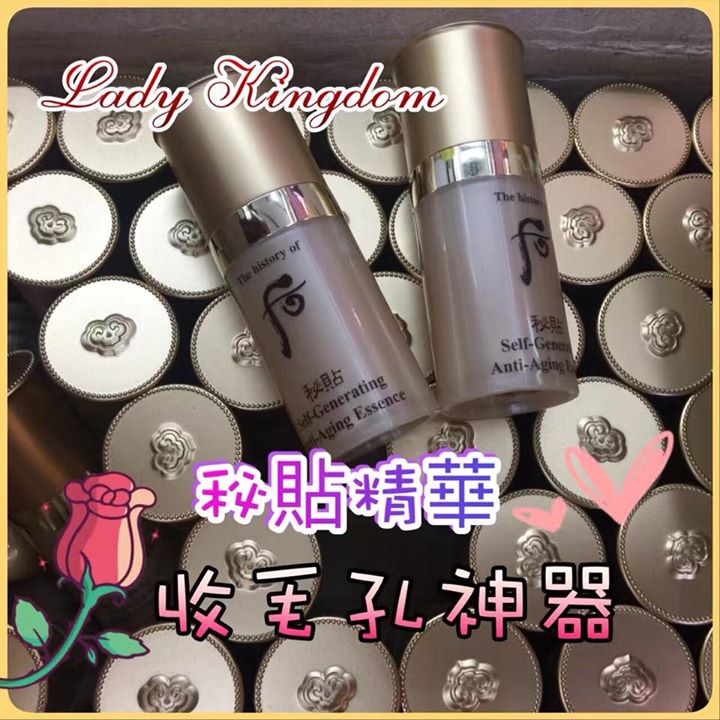 Lady Kingdom
The history of
后
秘貼
Self-Generating
Anti-Aging Essence
The history
后
秘貼
Self-Genera
Anti-Aging E
秘貼精華
收毛孔神器